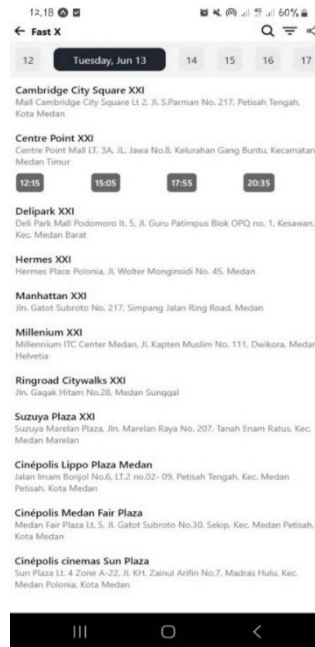 12.18
60%
Fast X
12 Tuesday, Jun 13 14 15 16 17
Cambridge City Square XXI
Mall Cambridge City Square Lt 2, Jl. S.Parman No. 217, Petisah Tengah,
Kota Medan
Centre Point XXI
Centre Point Mall LT. 3A, JL. Jawa No.8, Kelurahan Gang Buntu, Kecamatan
Medan Timur
12:15 15:05 17:55 20:35
Delipark XXI
Deli Park Mall Podomoro lt. 5, Jl. Guru Patimpus Blok OPQ no. 1, Kesawan,
Kec. Medan Barat
Hermes XXI
Hermes Place Polonia, Jl. Wolter Monginsidi No. 45, Medan
Manhattan XXI
Jln. Gatot Subroto No. 217, Simpang Jalan Ring Road, Medan
Millenium XXI
Millennium ITC Center Medan, Jl. Kapten Muslim No. 111, Dwikora, Medan
Helvetia
Ringroad Citywalks XXI
Jln. Gagak Hitam No.28, Medan Sunggal
Suzuya Plaza XXI
Suzuya Marelan Plaza, Jln. Marelan Raya No. 207, Tanah Enam Ratus, Kec.
Medan Marelan
Cinépolis Lippo Plaza Medan
Jalan Imam Bonjol No.6, LT.2 no.02- 09, Petisah Tengah, Kec. Medan
Petisah, Kota Medan
Cinépolis Medan Fair Plaza
Medan Fair Plaza Lt. 5, Jl. Gatot Subroto No.30, Sekip, Kec. Medan Petisah,
Kota Medan
Cinépolis cinemas Sun Plaza
Sun Plaza Lt. 4 Zone A-22, Jl. KH. Zainul Arifin No.7, Madras Hulu, Kec.
Medan Polonia, Kota Medan